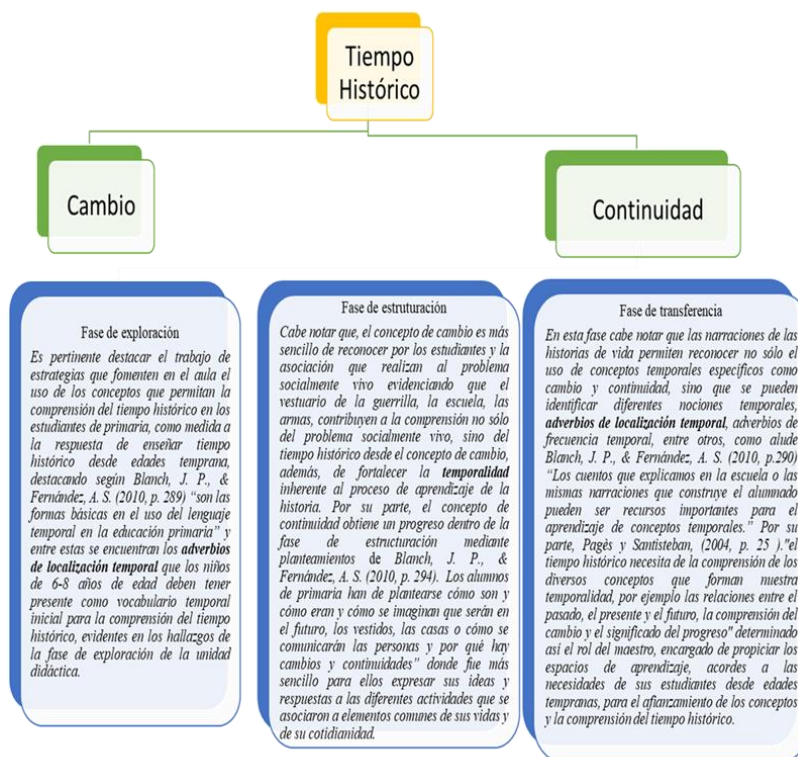 Tiempo
Histórico
Cambio
Continuidad
Fase de exploración
Es pertinente destacar el trabajo de
estrategias que fomenten en el aula el
uso de los conceptos que permitan la
comprensión del tiempo histórico en los
estudiantes de primaria, como medida a
la respuesta de enseñar tiempo
histórico desde edades temprana,
destacando según Blanch, J. P., &
Fernández, A. S. (2010, p. 289) “son las
formas básicas en el uso del lenguaje
temporal en la educación primaria” y
entre estas se encuentran los adverbios
de localización temporal que los niños
de 6-8 años de edad deben tener
presente como vocabulario temporal
inicial para la comprensión del tiempo
histórico, evidentes en los hallazgos de
la fase de exploración de la unidad
didáctica.
Fase de estruturación
Cabe notar que, el concepto de cambio es más
sencillo de reconocer por los estudiantes y la
asociación que realizan al problema
socialmente vivo evidenciando que el
vestuario de la guerrilla, la escuela, las
armas, contribuyen a la comprensión no sólo
del problema socialmente vivo, sino del
tiempo histórico desde el concepto de cambio,
además, de fortalecer la temporalidad
inherente al proceso de aprendizaje de la
historia. Por su parte, el concepto de
continuidad obtiene un progreso dentro de la
fase de estructuración mediante
planteamientos de Blanch, J. P., &
Fernández, A. S. (2010, p. 294). Los alumnos
de primaria han de plantearse cómo son y
cómo eran y cómo se imaginan que serán en
el futuro, los vestidos, las casas o cómo se
comunicarán las personas y por qué hay
cambios y continuidades” donde fue más
sencillo para ellos expresar sus ideas y
respuestas a las diferentes actividades que se
asociaron a elementos comunes de sus vidas y
de su cotidianidad.
Fase de transferencia
En esta fase cabe notar que las narraciones de las
historias de vida permiten reconocer no sólo el
uso de conceptos temporales específicos como
cambio y continuidad, sino que se pueden
identificar diferentes nociones temporales,
adverbios de localización temporal, adverbios de
frecuencia temporal, entre otros, como alude
Blanch, J. P., & Fernández, A. S. (2010, p.290)
“Los cuentos que explicamos en la escuela o las
mismas narraciones que construye el alumnado
pueden ser recursos importantes para el
aprendizaje de conceptos temporales.” Por su
parte, Pagès y Santisteban, (2004, p. 25 )."el
tiempo histórico necesita de la comprensión de los
diversos conceptos que forman nuestra
temporalidad, por ejemplo las relaciones entre el
pasado, el presente y el futuro, la comprensión del
cambio y el significado del progreso" determinado
así el rol del maestro, encargado de propiciar los
espacios de aprendizaje, acordes a las
necesidades de sus estudiantes desde edades
tempranas, para el afianzamiento de los conceptos
y la comprensión del tiempo histórico.